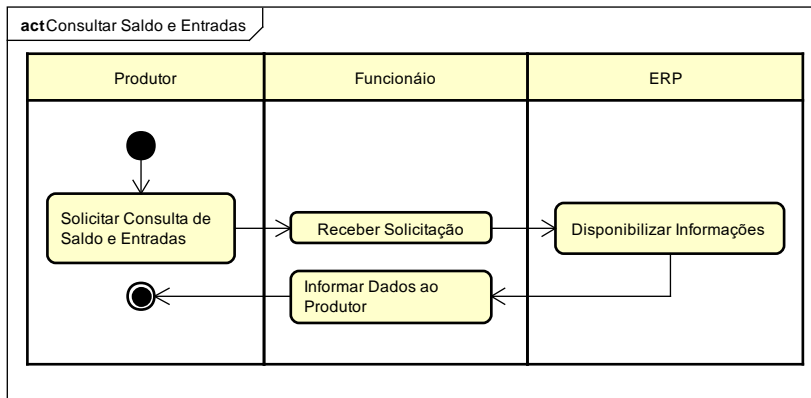 act Consultar Saldo e Entradas
Produtor
Funcionáio
ERP
Solicitar Consulta de
Saldo e Entradas
Receber Solicitação
Disponibilizar Informações
Informar Dados ao
Produtor